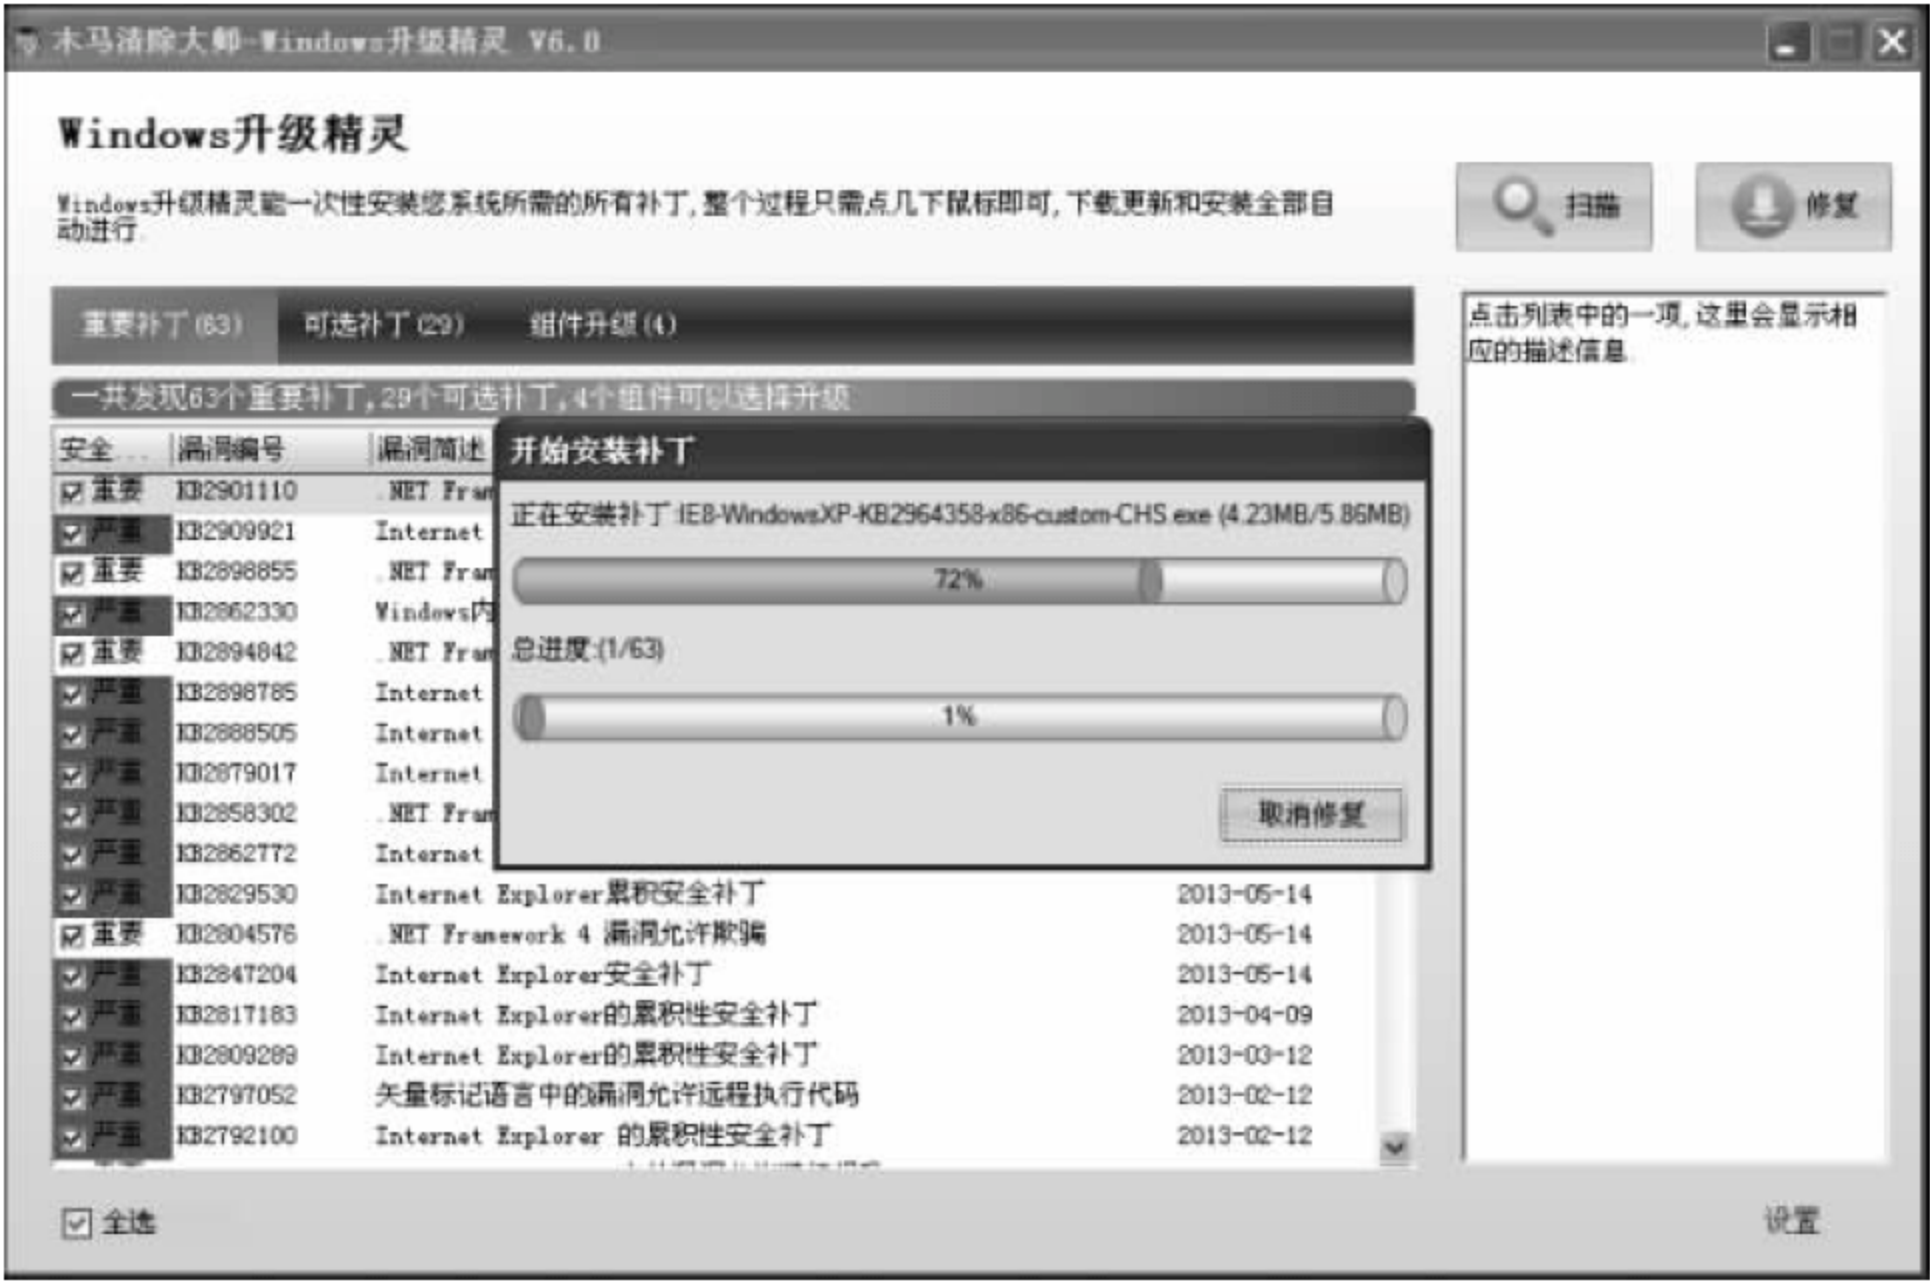 木马清除大师-Windows升级精灵 V6.0
Windows升级精灵
Windows升级精灵能一次性安装您系统所需的所有补丁,整个过程只需点几下鼠标即可,下载更新和安装全部自
动进行.
扫描
修复
重要补丁(63) 可选补丁(29) 组件升级(4)
一共发现63个重要补丁,29个可选补丁,4个组件可以选择升级
点击列表中的一项,这里会显示相
应的描述信息.
安全... 漏洞编号 漏洞简述
重要 KB2901110 .NET Fram
严重 KB2909921 Internet
重要 KB2898855 .NET Fram
严重 KB2862330 Windows内
重要 KB2894842 .NET Fram
严重 KB2898785 Internet
严重 KB2888505 Internet
严重 KB2879017 Internet
严重 KB2858302 .NET Fram
严重 KB2862772 Internet
严重 KB2829530 Internet Explorer累积安全补丁 2013-05-14
重要 KB2804576 .NET Framework 4 漏洞允许欺骗 2013-05-14
严重 KB2847204 Internet Explorer安全补丁 2013-05-14
严重 KB2817183 Internet Explorer的累积性安全补丁 2013-04-09
严重 KB2809289 Internet Explorer的累积性安全补丁 2013-03-12
严重 KB2797052 矢量标记语言中的漏洞允许远程执行代码 2013-02-12
严重 KB2792100 Internet Explorer 的累积性安全补丁 2013-02-12
开始安装补丁
正在安装补丁:IE8-WindowsXP-KB2964358-x86-custom-CHS.exe (4.23MB/5.86MB)
72%
总进度:(1/63)
1%
取消修复
全选
设置